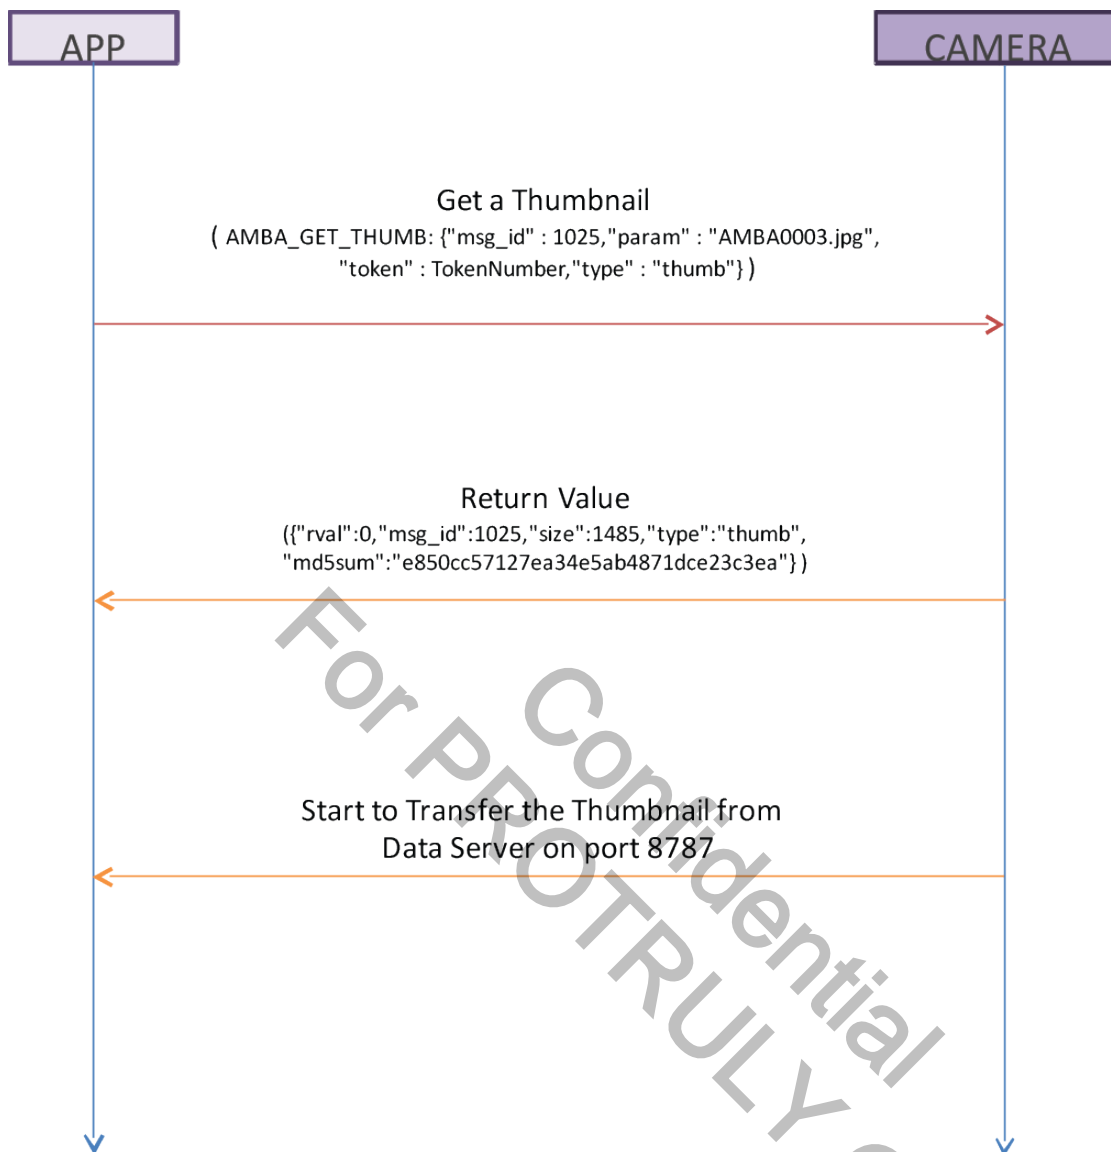 APP
CAMERA
Get a Thumbnail
( AMBA_GET_THUMB: {"msg_id" : 1025,"param" : "AMBA0003.jpg",
"token" : TokenNumber,"type" : "thumb"} )
Return Value
({"rval":0,"msg_id":1025,"size":1485,"type":"thumb",
"md5sum":"e850cc57127ea34e5ab4871dce23c3ea"} )
Start to Transfer the Thumbnail from
Data Server on port 8787
Confidential
For PROTRULY